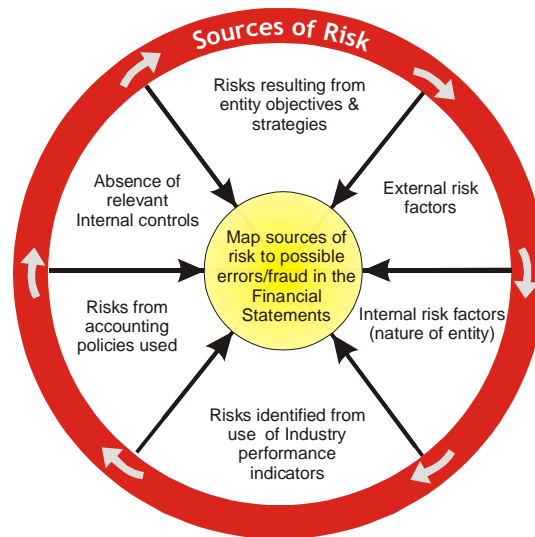 Sources of Risk
Risks resulting from
entity objectives &
strategies
External risk
factors
Internal risk factors
(nature of entity)
Risks identified from
use of Industry
performance
indicators
Risks from
accounting
policies used
Absence of
relevant
Internal controls
Map sources of
risk to possible
errors/fraud in the
Financial
Statements